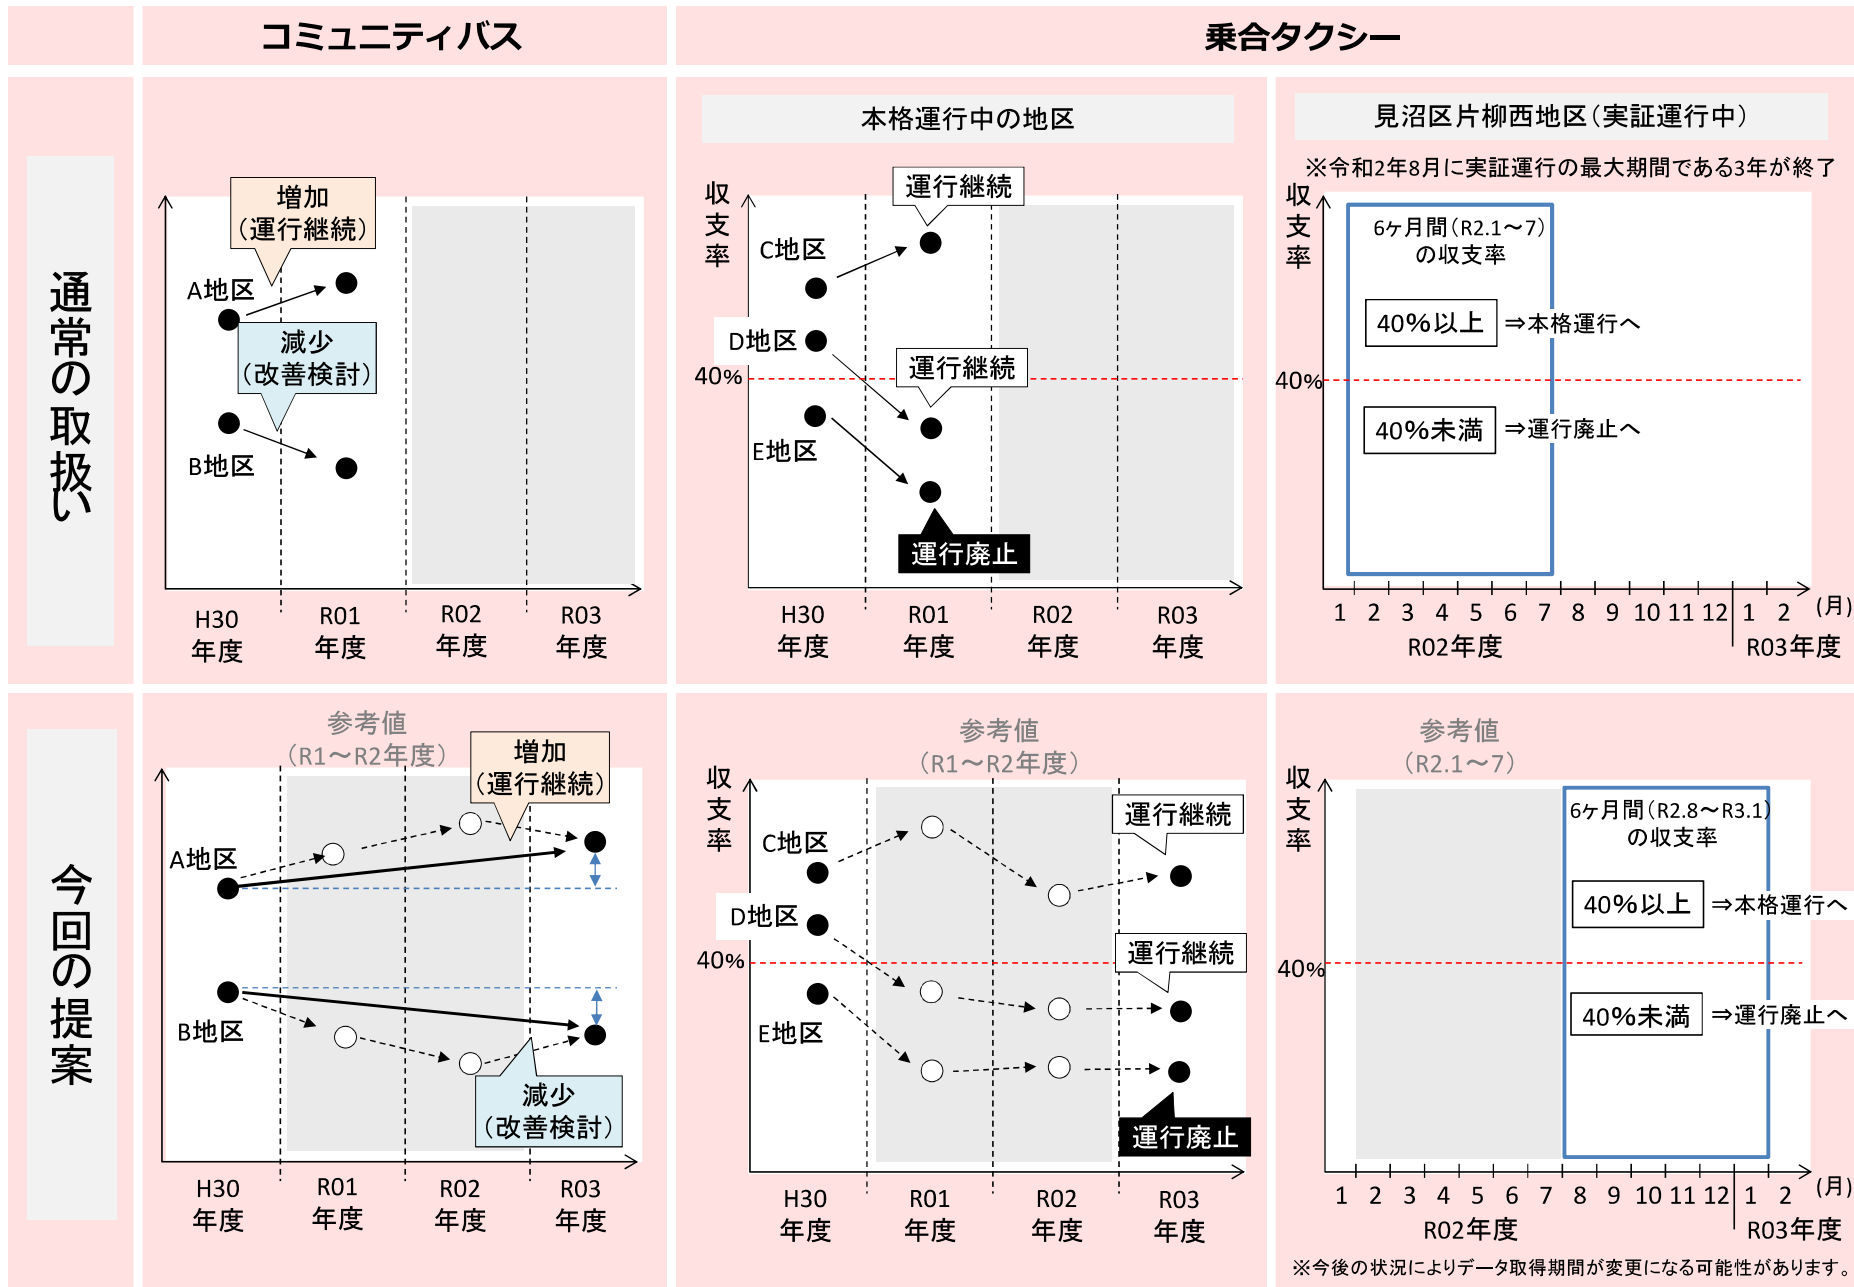 コミュニティバス
乗合タクシー
通常の取扱い
増加
（運行継続）
A地区
減少
（改善検討）
B地区
H30
年度
R01
年度
R02
年度
R03
年度
本格運行中の地区
収支率
運行継続
C地区
D地区
40%
運行継続
E地区
運行廃止
H30
年度
R01
年度
R02
年度
R03
年度
見沼区片柳西地区（実証運行中）
※令和2年8月に実証運行の最大期間である3年が終了
収支率
6ヶ月間（R2.1～7）
の収支率
40%以上 ⇒本格運行へ
40%
40%未満 ⇒運行廃止へ
1 2 3 4 5 6 7 8 9 10 11 12 1 2 (月)
R02年度 R03年度
今回の提案
参考値
（R1～R2年度）
増加
（運行継続）
A地区
B地区
減少
（改善検討）
H30
年度
R01
年度
R02
年度
R03
年度
参考値
（R1～R2年度）
収支率
運行継続
C地区
D地区
運行継続
40%
E地区
運行廃止
H30
年度
R01
年度
R02
年度
R03
年度
参考値
（R2.1～7）
収支率
6ヶ月間（R2.8～R3.1）
の収支率
40%以上 ⇒本格運行へ
40%
40%未満 ⇒運行廃止へ
1 2 3 4 5 6 7 8 9 10 11 12 1 2 (月)
R02年度 R03年度
※今後の状況によりデータ取得期間が変更になる可能性があります。